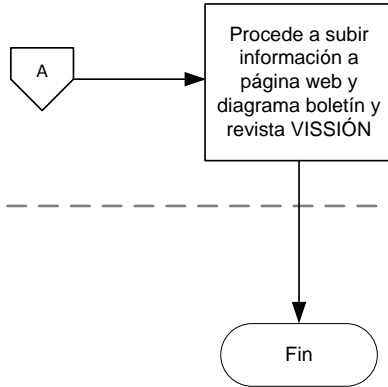 A
Procede a subir
información a
página web y
diagrama boletín y
revista VISSIÓN
Fin